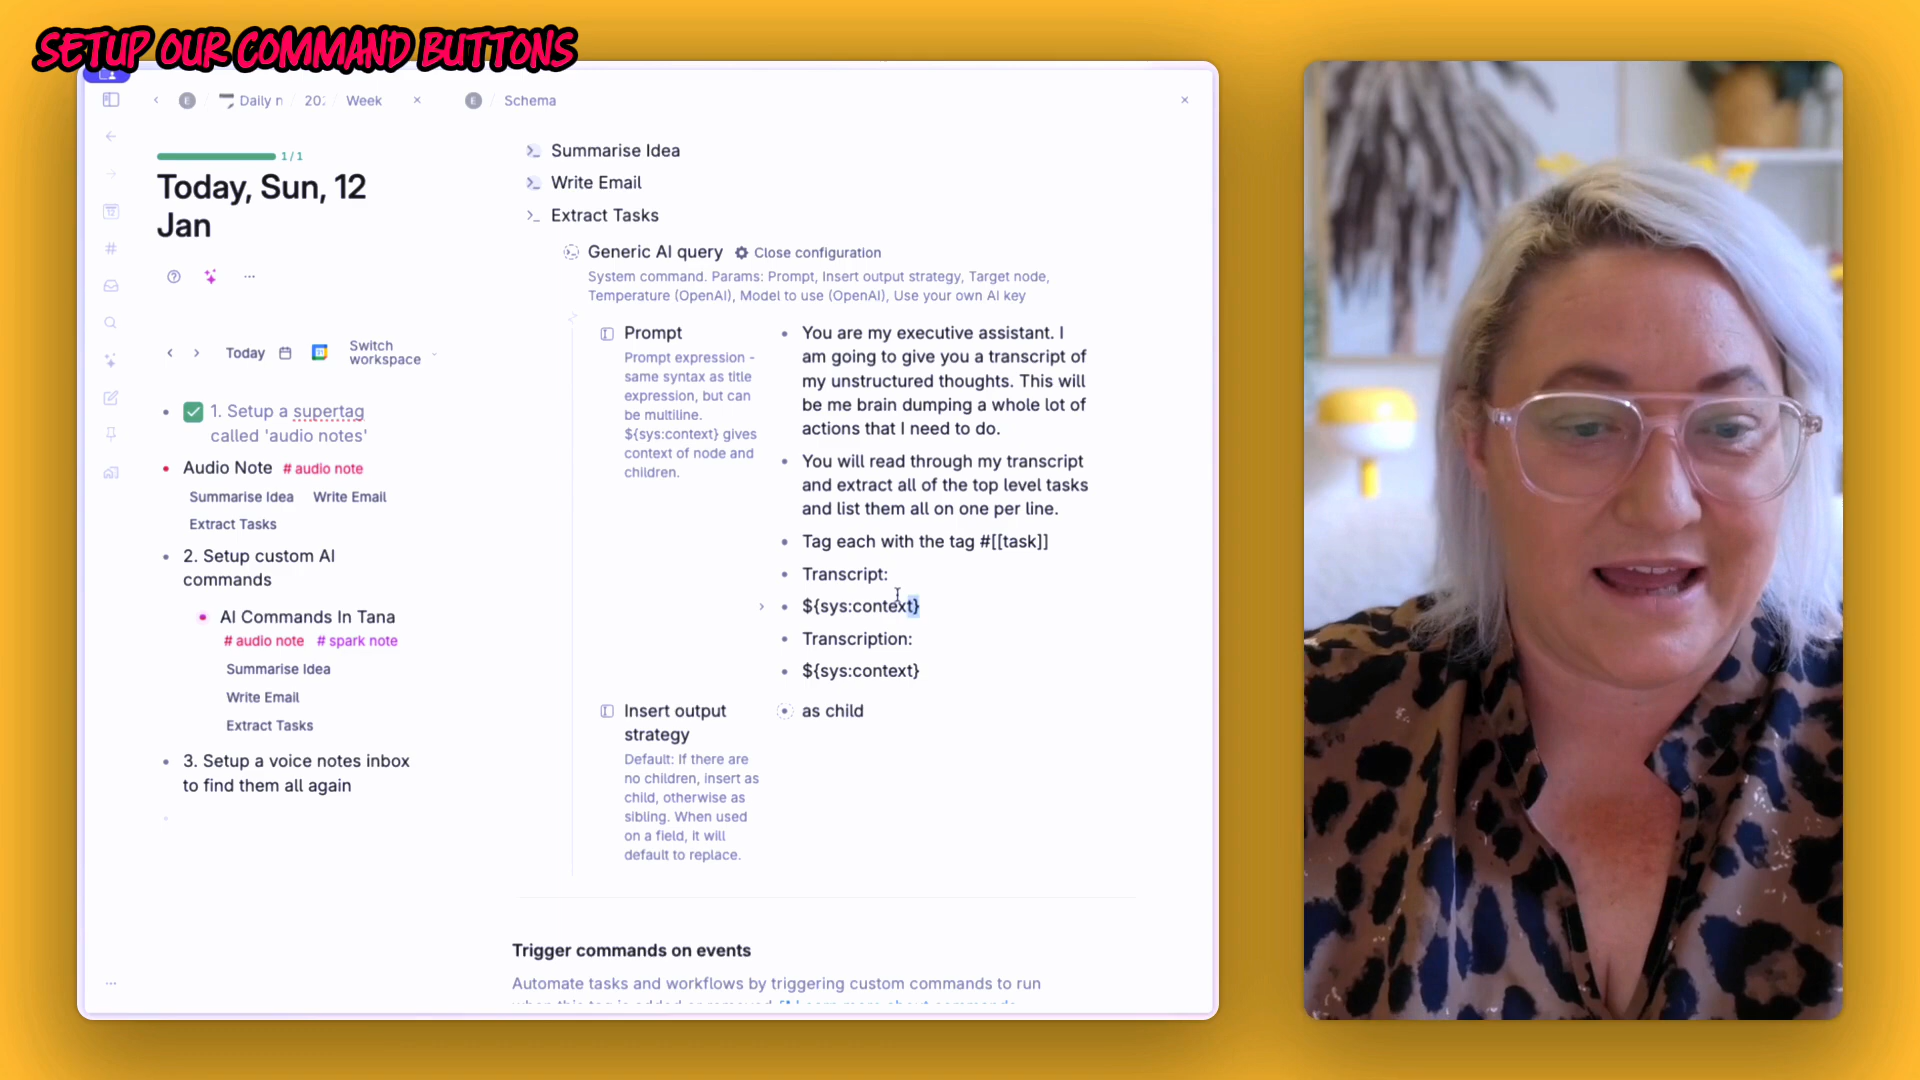 SETUP OUR COMMAND BUTTONS
Daily n / 20 / Week
E / Schema
1 / 1
Today, Sun, 12
Jan
Today
Switch
workspace
1. Setup a supertag
called 'audio notes'
Audio Note # audio note
Summarise Idea Write Email
Extract Tasks
2. Setup custom AI
commands
AI Commands In Tana
# audio note # spark note
Summarise Idea
Write Email
Extract Tasks
3. Setup a voice notes inbox
to find them all again
Summarise Idea
Write Email
Extract Tasks
Generic AI query Close configuration
System command. Params: Prompt, Insert output strategy, Target node,
Temperature (OpenAI), Model to use (OpenAI), Use your own AI key
Prompt
Prompt expression -
same syntax as title
expression, but can
be multiline.
${sys:context} gives
context of node and
children.
You are my executive assistant. I
am going to give you a transcript of
my unstructured thoughts. This will
be me brain dumping a whole lot of
actions that I need to do.
You will read through my transcript
and extract all of the top level tasks
and list them all on one per line.
Tag each with the tag #[[task]]
Transcript:
${sys:context}
Transcription:
${sys:context}
Insert output
strategy
Default: If there are
no children, insert as
child, otherwise as
sibling. When used
on a field, it will
default to replace.
as child
Trigger commands on events
Automate tasks and workflows by triggering custom commands to run